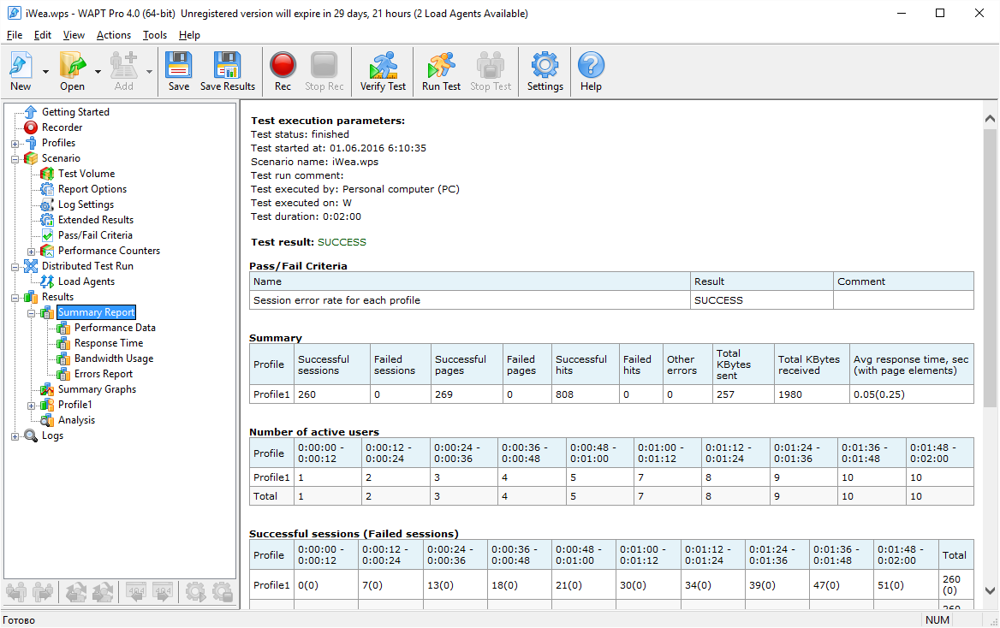 iWea.wps - WAPT Pro 4.0 (64-bit)  Unregistered version will expire in 29 days, 21 hours (2 Load Agents Available)
File Edit View Actions Tools Help
New Open Add Save Save Results Rec Stop Rec Verify Test Run Test Stop Test Settings Help
Getting Started
Recorder
Profiles
Scenario
Test Volume
Report Options
Log Settings
Extended Results
Pass/Fail Criteria
Performance Counters
Distributed Test Run
Load Agents
Results
Summary Report
Performance Data
Response Time
Bandwidth Usage
Errors Report
Summary Graphs
Profile1
Analysis
Logs
404 404
Test execution parameters:
Test status: finished
Test started at: 01.06.2016 6:10:35
Scenario name: iWea.wps
Test run comment:
Test executed by: Personal computer (PC)
Test executed on: W
Test duration: 0:02:00
Test result: SUCCESS
Pass/Fail Criteria
Name Result Comment
Session error rate for each profile SUCCESS
Summary
Profile Successful sessions Failed sessions Successful pages Failed pages Successful hits Failed hits Other errors Total KBytes sent Total KBytes received Avg response time, sec (with page elements)
Profile1 260 0 269 0 808 0 0 257 1980 0.05(0.25)
Number of active users
Profile 0:00:00 - 0:00:12 0:00:12 - 0:00:24 0:00:24 - 0:00:36 0:00:36 - 0:00:48 0:00:48 - 0:01:00 0:01:00 - 0:01:12 0:01:12 - 0:01:24 0:01:24 - 0:01:36 0:01:36 - 0:01:48 0:01:48 - 0:02:00
Profile1 1 2 3 4 5 7 8 9 10 10
Total 1 2 3 4 5 7 8 9 10 10
Successful sessions (Failed sessions)
Profile 0:00:00 - 0:00:12 0:00:12 - 0:00:24 0:00:24 - 0:00:36 0:00:36 - 0:00:48 0:00:48 - 0:01:00 0:01:00 - 0:01:12 0:01:12 - 0:01:24 0:01:24 - 0:01:36 0:01:36 - 0:01:48 0:01:48 - 0:02:00 Total
Profile1 0(0) 7(0) 13(0) 18(0) 21(0) 30(0) 34(0) 39(0) 47(0) 51(0) 260 (0)
Готово NUM